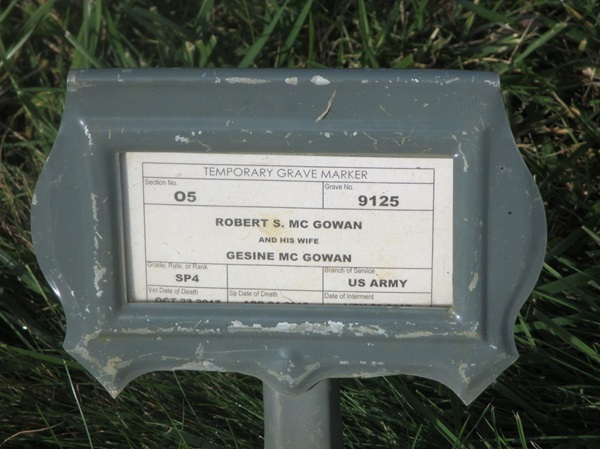 TEMPORARY GRAVE MARKER
Section No. Grave No.
O5 9125
ROBERT S. MC GOWAN
AND HIS WIFE
GESINE MC GOWAN
Grade, Rate, or Rank Branch of Service
SP4 US ARMY
Vet Date of Death Sp Date of Death Date of Interment